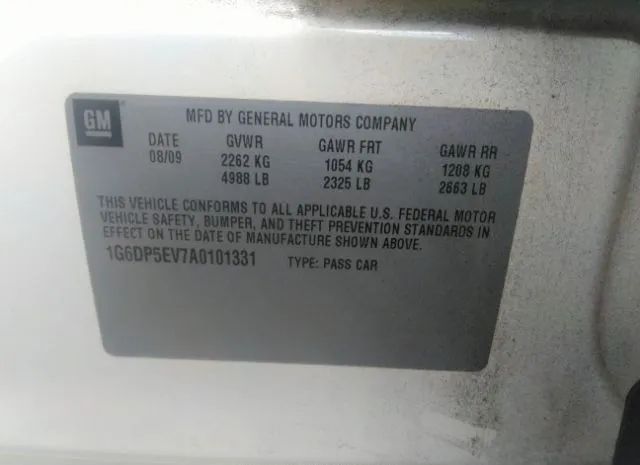 GM
MFD BY GENERAL MOTORS COMPANY
DATE GVWR GAWR FRT GAWR RR
08/09 2262 KG 1054 KG 1208 KG
4988 LB 2325 LB 2663 LB
THIS VEHICLE CONFORMS TO ALL APPLICABLE U.S. FEDERAL MOTOR
VEHICLE SAFETY, BUMPER, AND THEFT PREVENTION STANDARDS IN
EFFECT ON THE DATE OF MANUFACTURE SHOWN ABOVE.
1G6DP5EV7A0101331 TYPE: PASS CAR